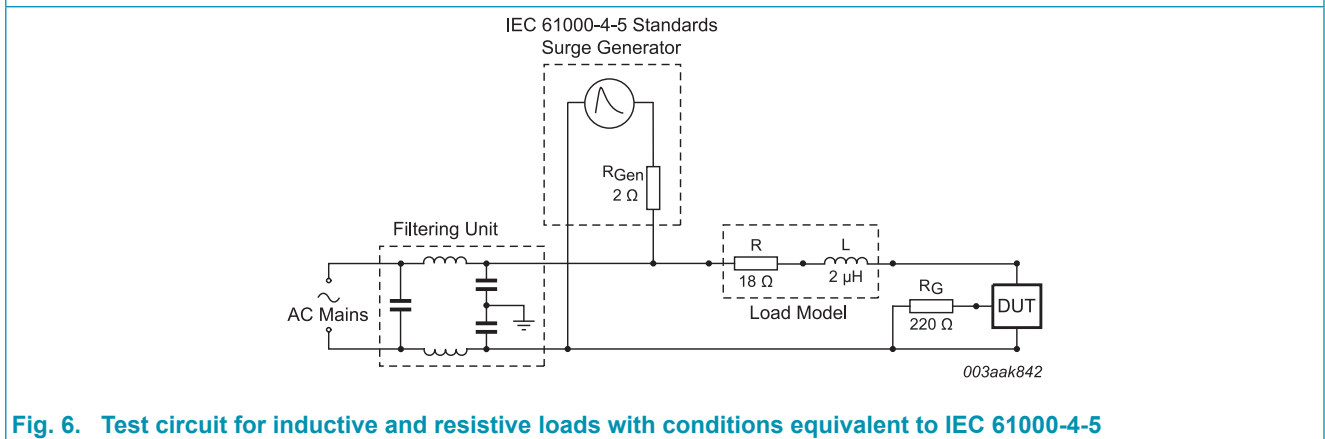 IEC 61000-4-5 Standards
Surge Generator
RGen
2 Ω
Filtering Unit
AC Mains
R
18 Ω
L
2 μH
Load Model
RG
220 Ω
DUT
003aak842
Fig. 6. Test circuit for inductive and resistive loads with conditions equivalent to IEC 61000-4-5